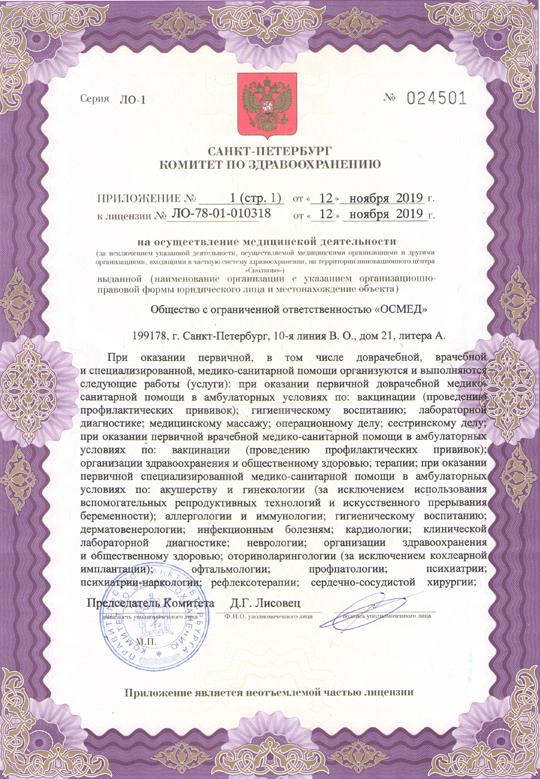 Серия ЛО-1 № 024501
САНКТ-ПЕТЕРБУРГ
КОМИТЕТ ПО ЗДРАВООХРАНЕНИЮ
ПРИЛОЖЕНИЕ № 1 (стр. 1) от «12» ноября 2019 г.
к лицензии № ЛО-78-01-010318 от «12» ноября 2019 г.
на осуществление медицинской деятельности
(за исключением указанной деятельности, осуществляемой медицинскими организациями и другими
организациями, входящими в частную систему здравоохранения, на территории инновационного центра
«Сколково»)
выданной (наименование организации с указанием организационно-
правовой формы юридического лица и местонахождение объекта)
Общество с ограниченной ответственностью «ОСМЕД»
199178, г. Санкт-Петербург, 10-я линия В. О., дом 21, литера А.
При оказании первичной, в том числе доврачебной, врачебной
и специализированной, медико-санитарной помощи организуются и выполняются
следующие работы (услуги): при оказании первичной доврачебной медико-
санитарной помощи в амбулаторных условиях по: вакцинации (проведению
профилактических прививок); гигиеническому воспитанию; лабораторной
диагностике; медицинскому массажу; операционному делу; сестринскому делу;
при оказании первичной врачебной медико-санитарной помощи в амбулаторных
условиях по: вакцинации (проведению профилактических прививок);
организации здравоохранения и общественному здоровью; терапии; при оказании
первичной специализированной медико-санитарной помощи в амбулаторных
условиях по: акушерству и гинекологии (за исключением использования
вспомогательных репродуктивных технологий и искусственного прерывания
беременности); аллергологии и иммунологии; гигиеническому воспитанию;
дерматовенерологии; инфекционным болезням; кардиологии; клинической
лабораторной диагностике; неврологии; организации здравоохранения
и общественному здоровью; оториноларингологии (за исключением кохлеарной
имплантации); офтальмологии; профпатологии; психиатрии;
психиатрии-наркологии; рефлексотерапии; сердечно-сосудистой хирургии;
Председатель Комитета Д.Г. Лисовец
должность уполномоченного лица Ф.И.О. уполномоченного лица подпись уполномоченного лица
М.П.
Приложение является неотъемлемой частью лицензии